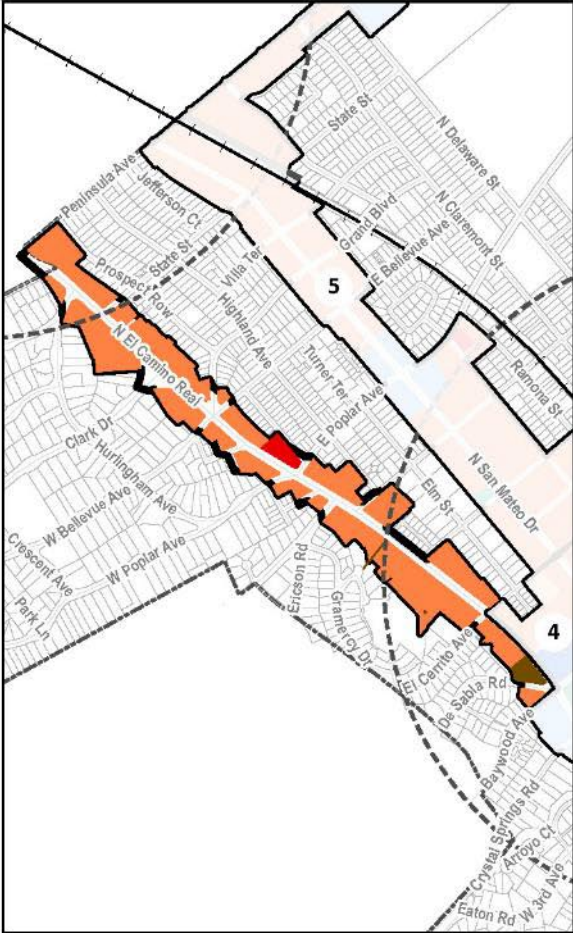 State St
N Delaware St
Peninsula Ave
Jefferson Ct
N Claremont St
Grand Blvd
State St
E Bellevue Ave
Villa Ter
Prospect Row
5
Highland Ave
N El Camino Real
Turner Ter
Ramona St
E Poplar Ave
Clark Dr
Hurlingham Ave
N San Mateo Dr
Elm St
W Bellevue Ave
W Poplar Ave
Crescent Ave
Ericson Rd
Park Ln
Gramercy Dr
4
El Cerrito Ave
De Sabla Rd
Baywood Ave
Crystal Springs Rd
Arroyo Ct
W 3rd Ave
Eaton Rd